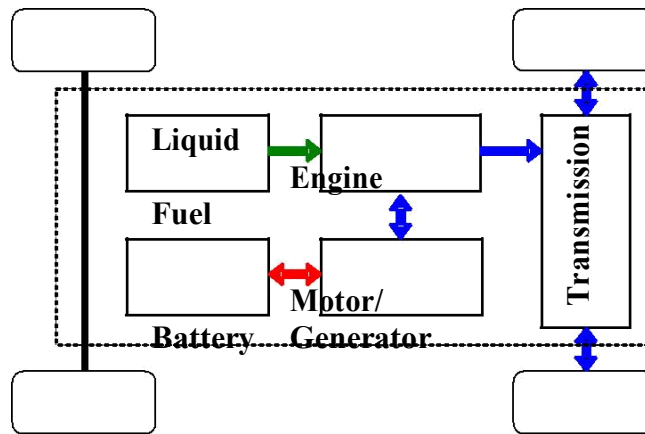 Liquid
Fuel
Engine
Battery
Motor/
Generator
Transmission